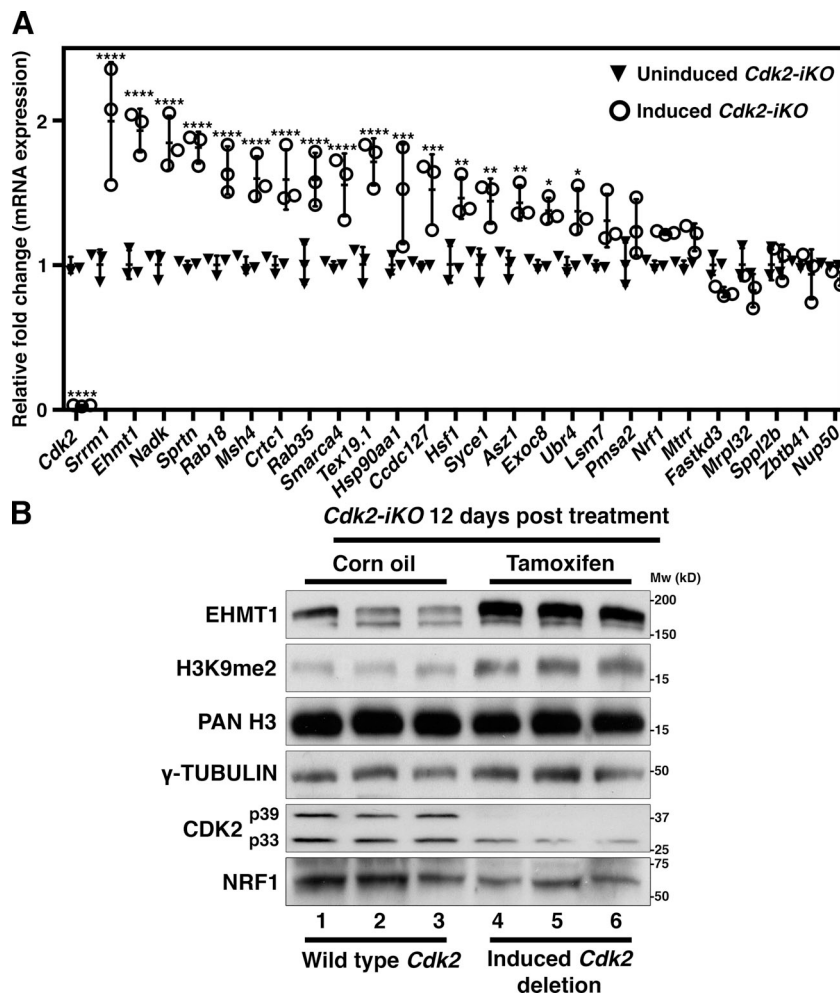 A
Relative fold change (mRNA expression)
2
1
0
Uninduced Cdk2-iKO
Induced Cdk2-iKO
**** **** **** **** **** **** **** **** **** **** **** *** *** ** ** ** * *
****
Cdk2 Srrm1 Ehmt1 Nadk Sprtn Rab18 Msh4 Crtc1 Rab35 Smarca4 Tex19.1 Hsp90aa1 Ccdc127 Hsf1 Syce1 Asz1 Exoc8 Ubr4 Lsm7 Pmsa2 Nrf1 Mtrr Fastkd3 Mrpl32 Sppl2b Zbtb41 Nup50
B
Cdk2-iKO 12 days post treatment
Corn oil Tamoxifen
Mw (kD)
EHMT1 -200
-150
H3K9me2 -15
PAN H3 -15
γ-TUBULIN -50
CDK2 p39 -37
p33 -25
NRF1 -75
-50
1 2 3 4 5 6
Wild type Cdk2 Induced Cdk2
deletion